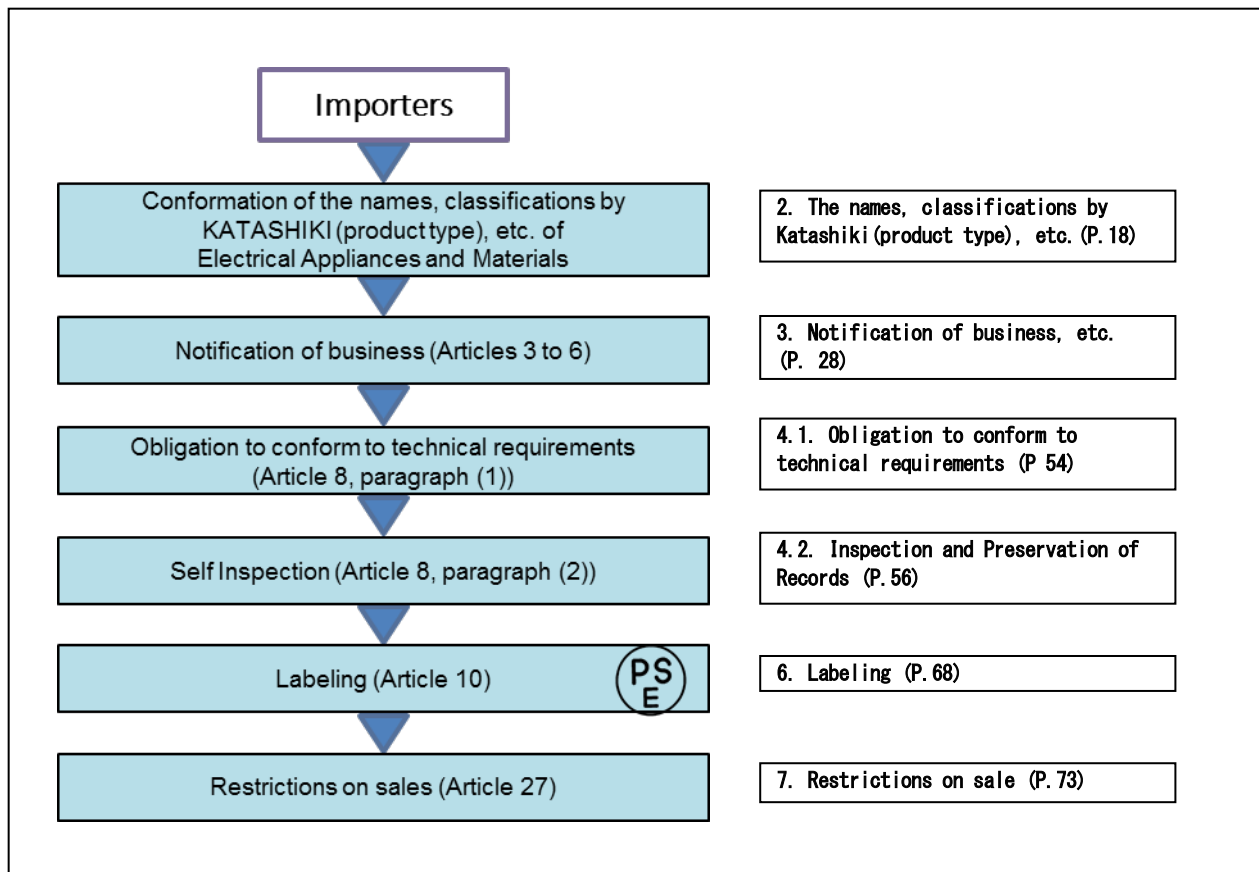 Importers
Conformation of the names, classifications by
KATASHIKI (product type), etc. of
Electrical Appliances and Materials
2. The names, classifications by
Katashiki(product type), etc.(P.18)
Notification of business (Articles 3 to 6)
3. Notification of business, etc.
(P. 28)
Obligation to conform to technical requirements
(Article 8, paragraph (1))
4.1. Obligation to conform to
technical requirements (P 54)
Self Inspection (Article 8, paragraph (2))
4.2. Inspection and Preservation of
Records (P.56)
Labeling (Article 10)
PS
E
6. Labeling (P.68)
Restrictions on sales (Article 27)
7. Restrictions on sale (P.73)